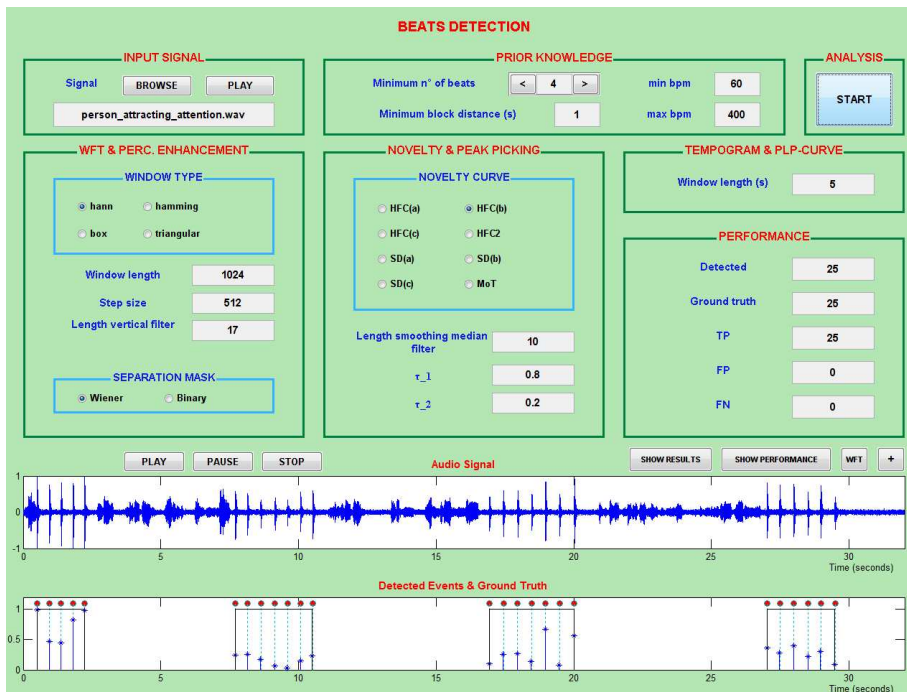 BEATS DETECTION
INPUT SIGNAL
Signal BROWSE PLAY
person_attracting_attention.wav
PRIOR KNOWLEDGE
Minimum n° of beats < 4 > min bpm 60
Minimum block distance (s) 1 max bpm 400
ANALYSIS
START
WFT & PERC. ENHANCEMENT
WINDOW TYPE
hann hamming
box triangular
Window length 1024
Step size 512
Length vertical filter 17
SEPARATION MASK
Wiener Binary
NOVELTY & PEAK PICKING
NOVELTY CURVE
HFC(a) HFC(b)
HFC(c) HFC2
SD(a) SD(b)
SD(c) MoT
Length smoothing median
filter 10
τ_1 0.8
τ_2 0.2
TEMPOGRAM & PLP-CURVE
Window length (s) 5
PERFORMANCE
Detected 25
Ground truth 25
TP 25
FP 0
FN 0
PLAY PAUSE STOP
SHOW RESULTS SHOW PERFORMANCE WFT +
Audio Signal
1
0
-1
0 5 10 15 20 25 30
Time (seconds)
Detected Events & Ground Truth
1
0.5
0
0 5 10 15 20 25 30
Time (seconds)